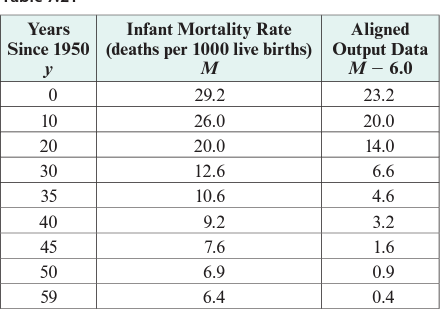 Years Infant Mortality Rate Aligned
Since 1950 (deaths per 1000 live births) Output Data
y M M − 6.0
0 29.2 23.2
10 26.0 20.0
20 20.0 14.0
30 12.6 6.6
35 10.6 4.6
40 9.2 3.2
45 7.6 1.6
50 6.9 0.9
59 6.4 0.4